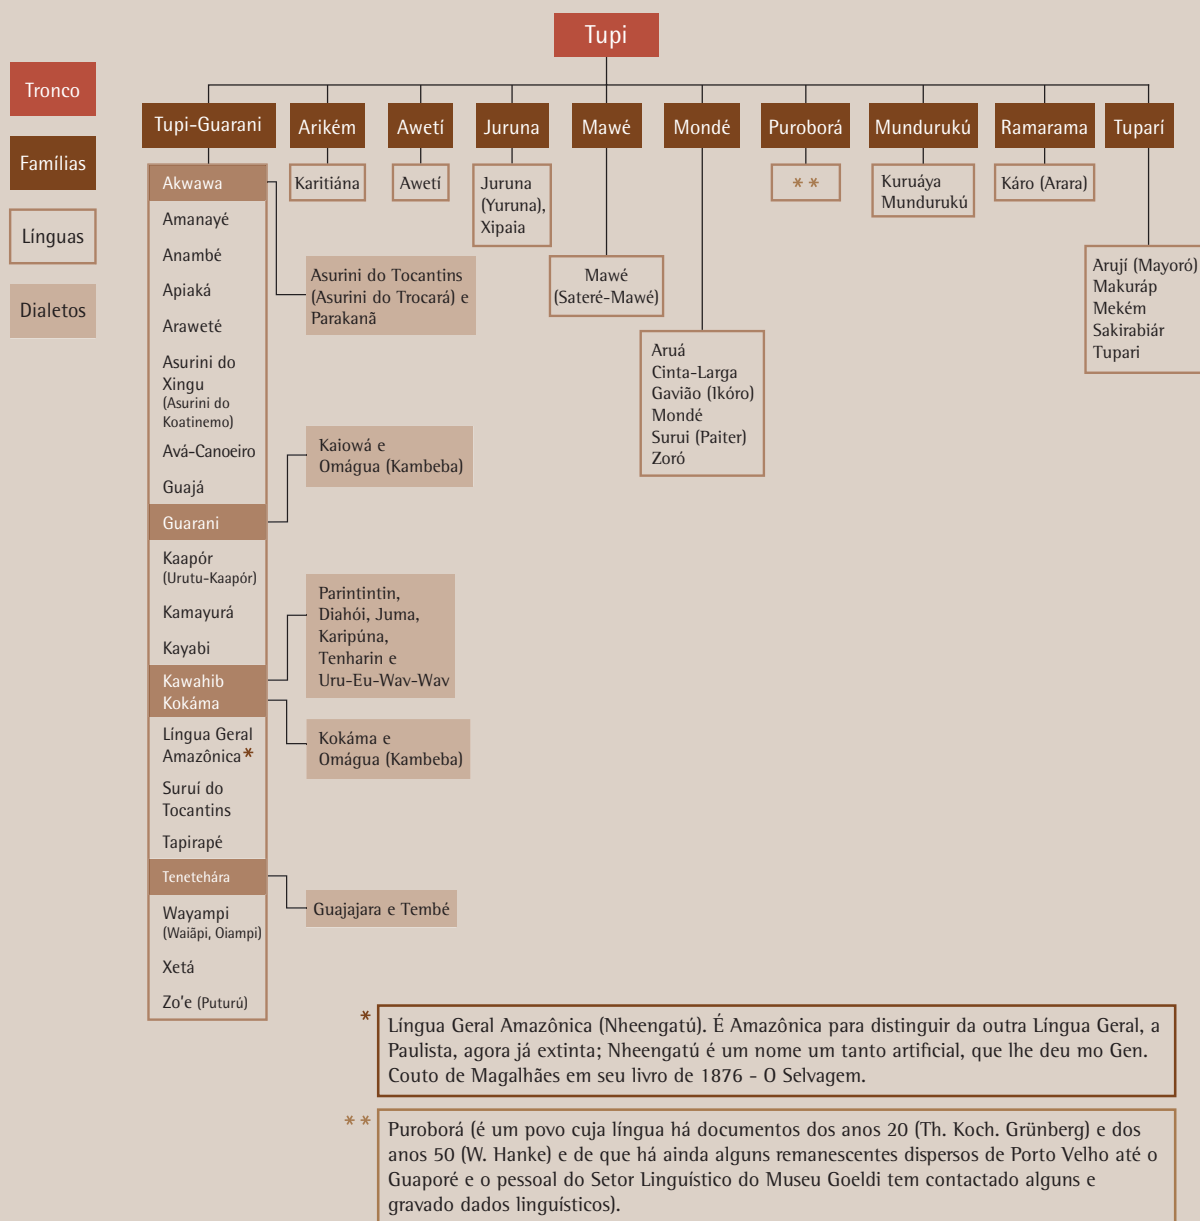 Tupi
Tronco
Famílias
Línguas
Dialetos
Tupi-Guarani
Arikém
Awetí
Juruna
Mawé
Mondé
Puroborá
Mundurukú
Ramarama
Tuparí
Akwawa
Amanayé
Anambé
Apiaká
Araweté
Asurini do
Xingu
(Asurini do
Koatinemo)
Avá-Canoeiro
Guajá
Guarani
Kaapór
(Urutu-Kaapór)
Kamayurá
Kayabi
Kawahib
Kokáma
Língua Geral
Amazônica*
Suruí do
Tocantins
Tapirapé
Tenetehára
Wayampi
(Waiãpi, Oiampi)
Xetá
Zo'e (Puturú)
Asurini do Tocantins
(Asurini do Trocará) e
Parakanã
Kaiowá e
Omágua (Kambeba)
Parintintin,
Diahói, Juma,
Karipúna,
Tenharin e
Uru-Eu-Wav-Wav
Kokáma e
Omágua (Kambeba)
Guajajara e Tembé
Karitiána
Awetí
Juruna
(Yuruna),
Xipaia
Mawé
(Sateré-Mawé)
Aruá
Cinta-Larga
Gavião (Ikóro)
Mondé
Surui (Paiter)
Zoró
* *
Kuruáya
Mundurukú
Káro (Arara)
Arují (Mayoró)
Makuráp
Mekém
Sakirabiár
Tupari
* Língua Geral Amazônica (Nheengatú). É Amazônica para distinguir da outra Língua Geral, a
Paulista, agora já extinta; Nheengatú é um nome um tanto artificial, que lhe deu mo Gen.
Couto de Magalhães em seu livro de 1876 - O Selvagem.
* * Puroborá (é um povo cuja língua há documentos dos anos 20 (Th. Koch. Grünberg) e dos
anos 50 (W. Hanke) e de que há ainda alguns remanescentes dispersos de Porto Velho até o
Guaporé e o pessoal do Setor Linguístico do Museu Goeldi tem contactado alguns e
gravado dados linguísticos).